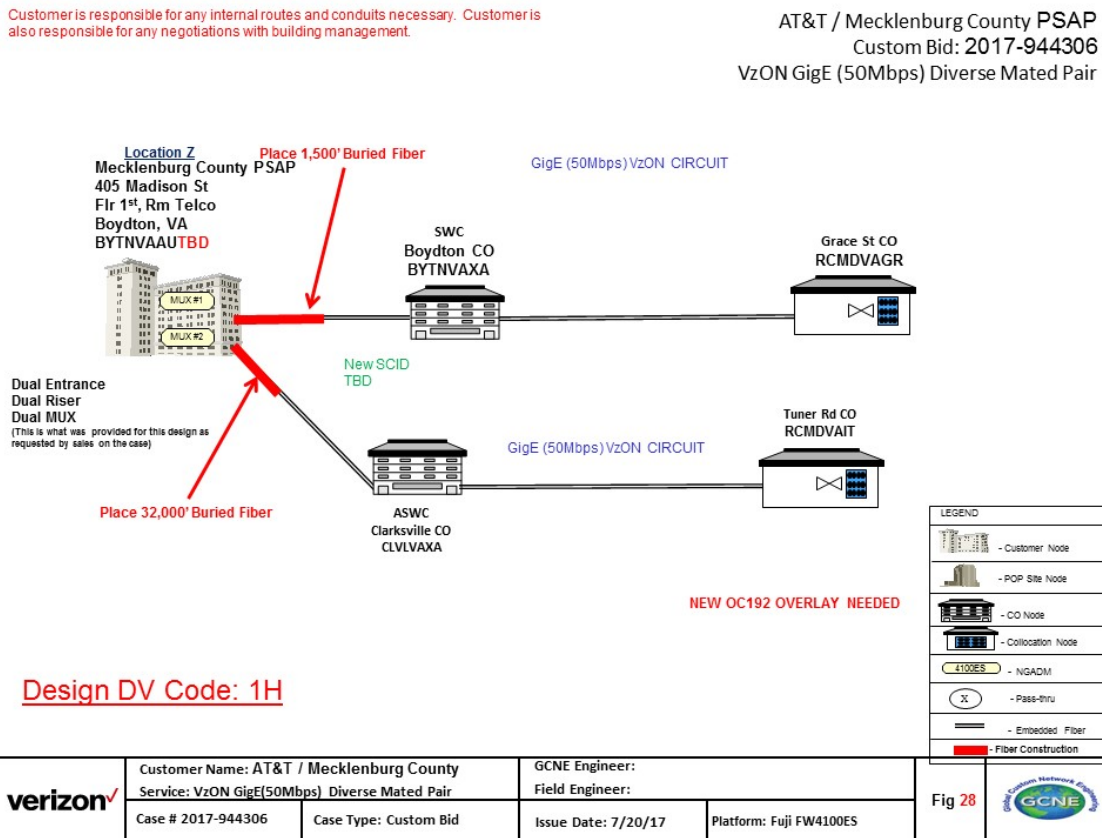 Customer is responsible for any internal routes and conduits necessary. Customer is
also responsible for any negotiations with building management.
AT&T / Mecklenburg County PSAP
Custom Bid: 2017-944306
VzON GigE (50Mbps) Diverse Mated Pair
Location Z
Mecklenburg County PSAP
405 Madison St
Flr 1st, Rm Telco
Boydton, VA
BYTNVAAUTBD
Place 1,500' Buried Fiber
GigE (50Mbps) VzON CIRCUIT
SWC
Boydton CO
BYTNVAXA
Grace St CO
RCMDVAGR
MUX #1
MUX #2
New SCID
TBD
Dual Entrance
Dual Riser
Dual MUX
(This is what was provided for this design as
requested by sales on the case)
GigE (50Mbps) VzON CIRCUIT
Tuner Rd CO
RCMDVAIT
Place 32,000' Buried Fiber
ASWC
Clarksville CO
CLVLVAXA
NEW OC192 OVERLAY NEEDED
LEGEND
- Customer Node
- POP Site Node
- CO Node
- Collocation Node
4100ES - NGADM
X - Pass-thru
- Embedded Fiber
- Fiber Construction
Design DV Code: 1H
verizon
Customer Name: AT&T / Mecklenburg County
Service: VzON GigE(50Mbps) Diverse Mated Pair
Case # 2017-944306
Case Type: Custom Bid
GCNE Engineer:
Field Engineer:
Issue Date: 7/20/17
Platform: Fuji FW4100ES
Fig 28
Global Custom Network Engineering
GCNE